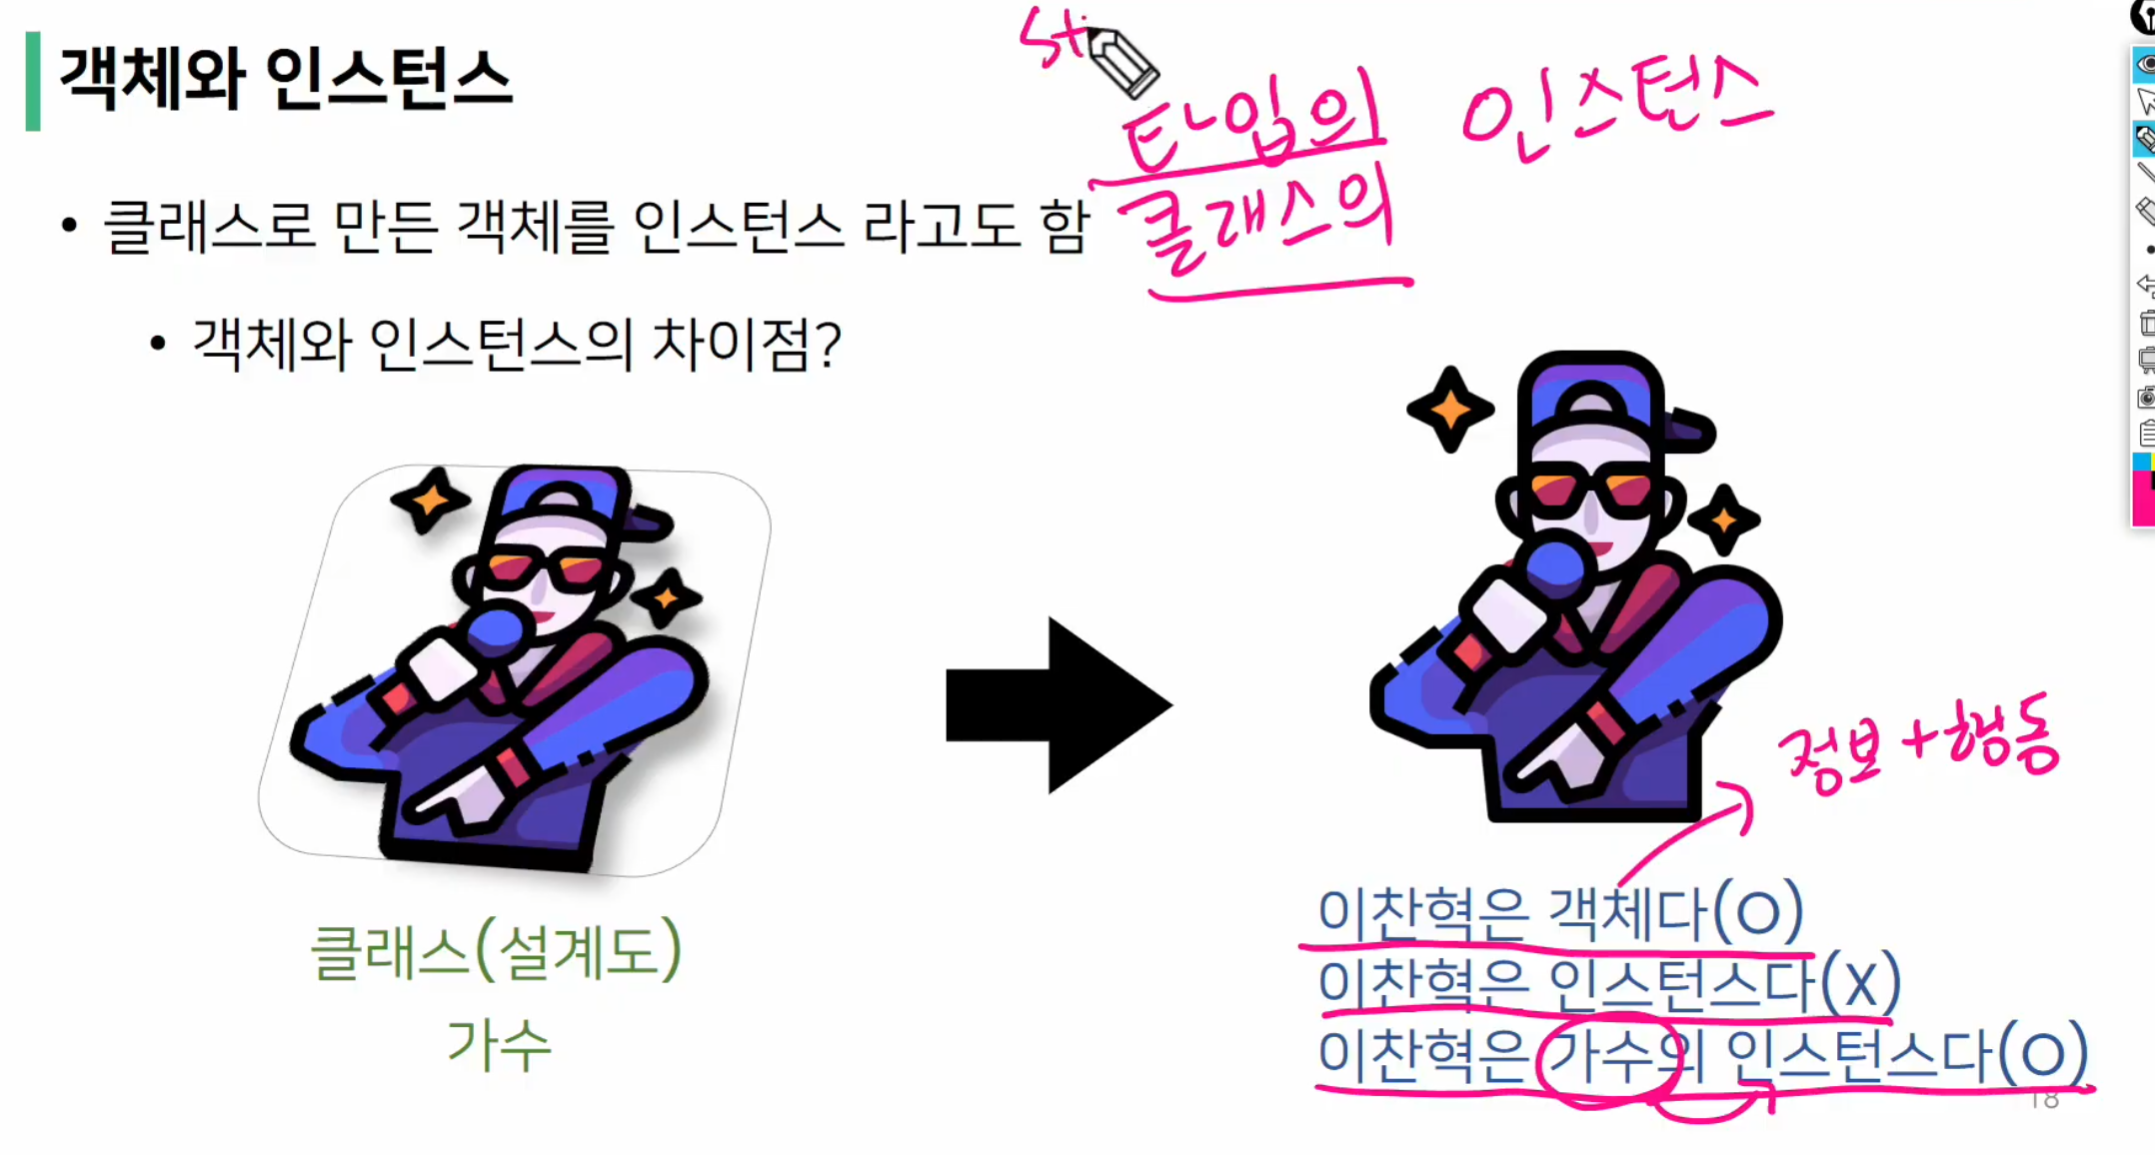 객체와 인스턴스
St
타입의 인스턴스
클래스의
• 클래스로 만든 객체를 인스턴스 라고도 함
• 객체와 인스턴스의 차이점?
정보+행동
클래스(설계도)
가수
이찬혁은 객체다(O)
이찬혁은 인스턴스다(X)
이찬혁은 가수의 인스턴스다(O)
18